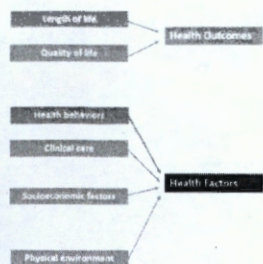 Length of life
Health Outcomes
Quality of life
Health behaviors
Clinical care
Health Factors
Socioeconomic factors
Physical environment